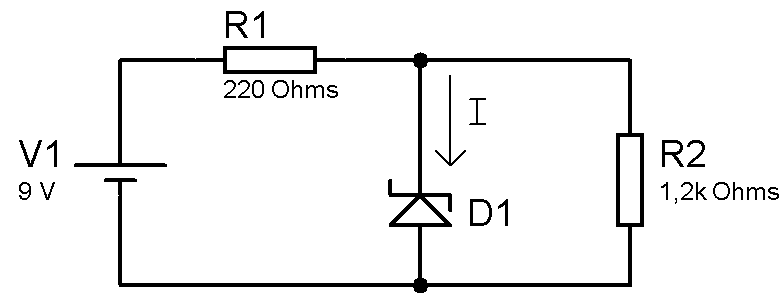 R1
220 Ohms
I
V1
9 V
R2
1,2k Ohms
D1